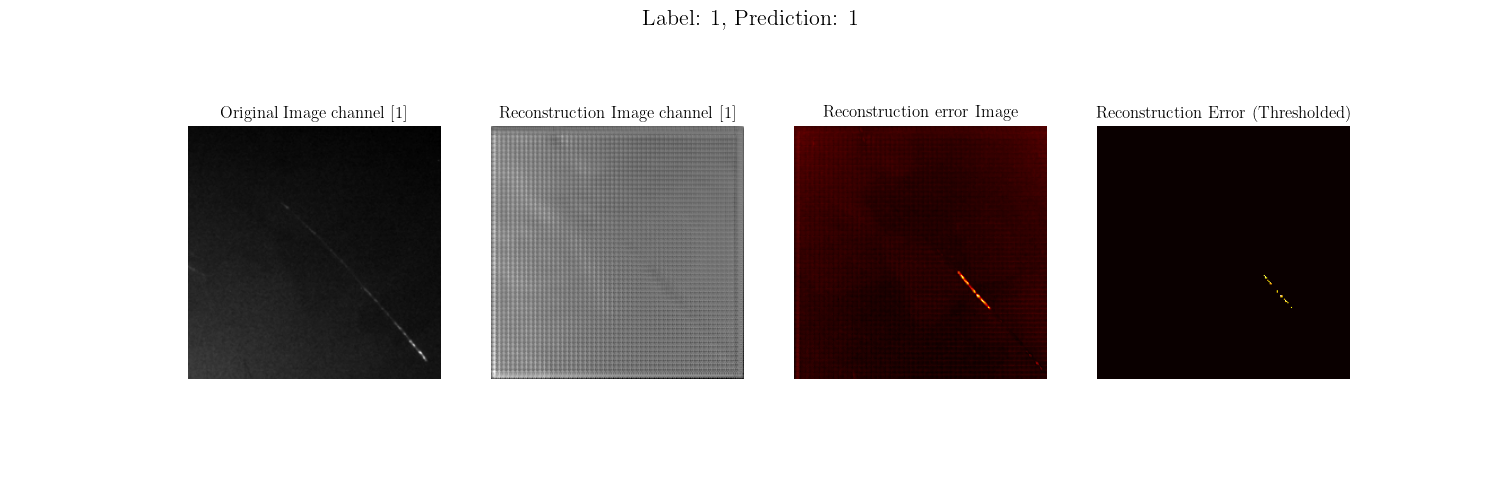 Label: 1, Prediction: 1
Original Image channel [1]
Reconstruction Image channel [1]
Reconstruction error Image
Reconstruction Error (Thresholded)